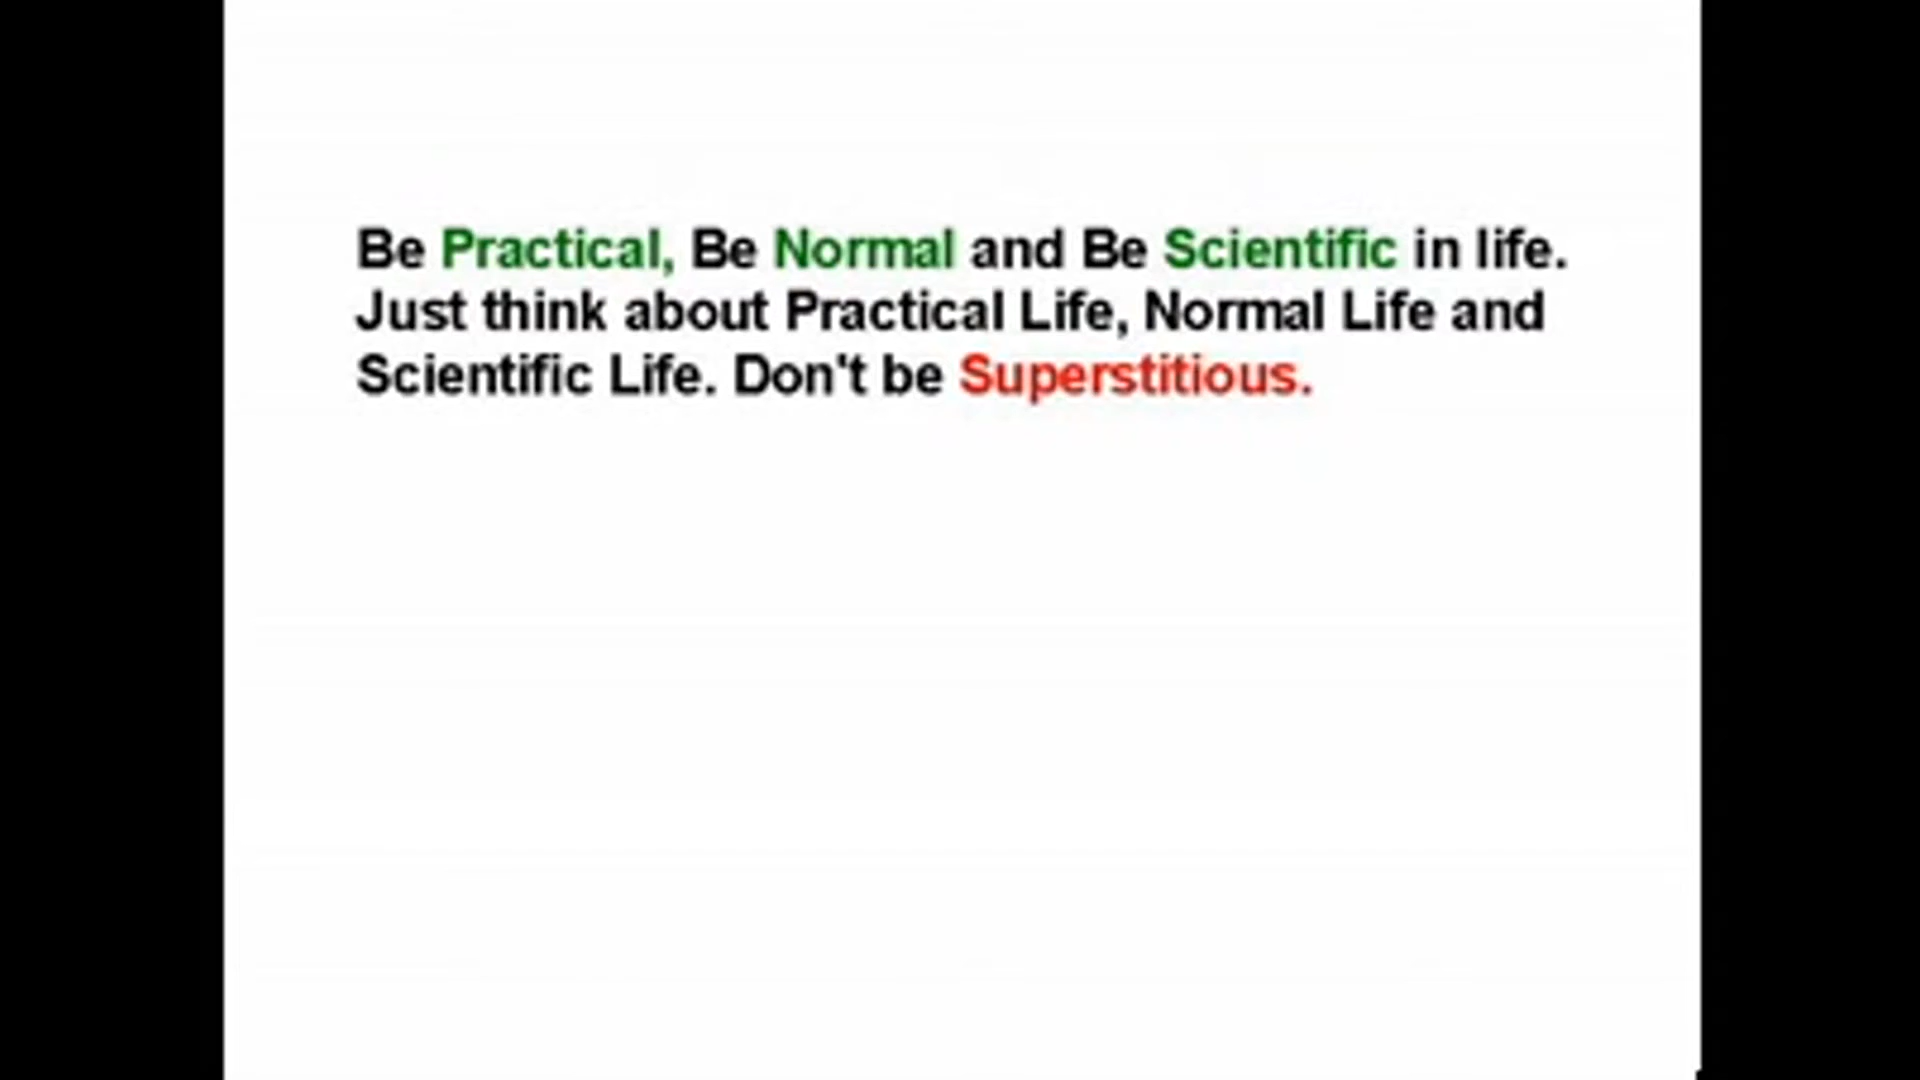 Be Practical, Be Normal and Be Scientific in life.
Just think about Practical Life, Normal Life and
Scientific Life. Don't be Superstitious.